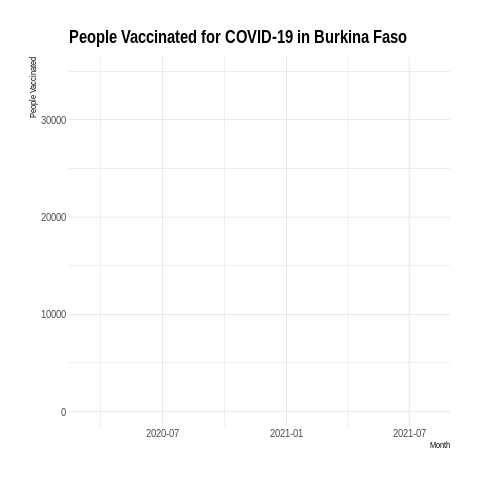 People Vaccinated for COVID-19 in Burkina Faso
People Vaccinated
30000
20000
10000
0
2020-07 2021-01 2021-07
Month